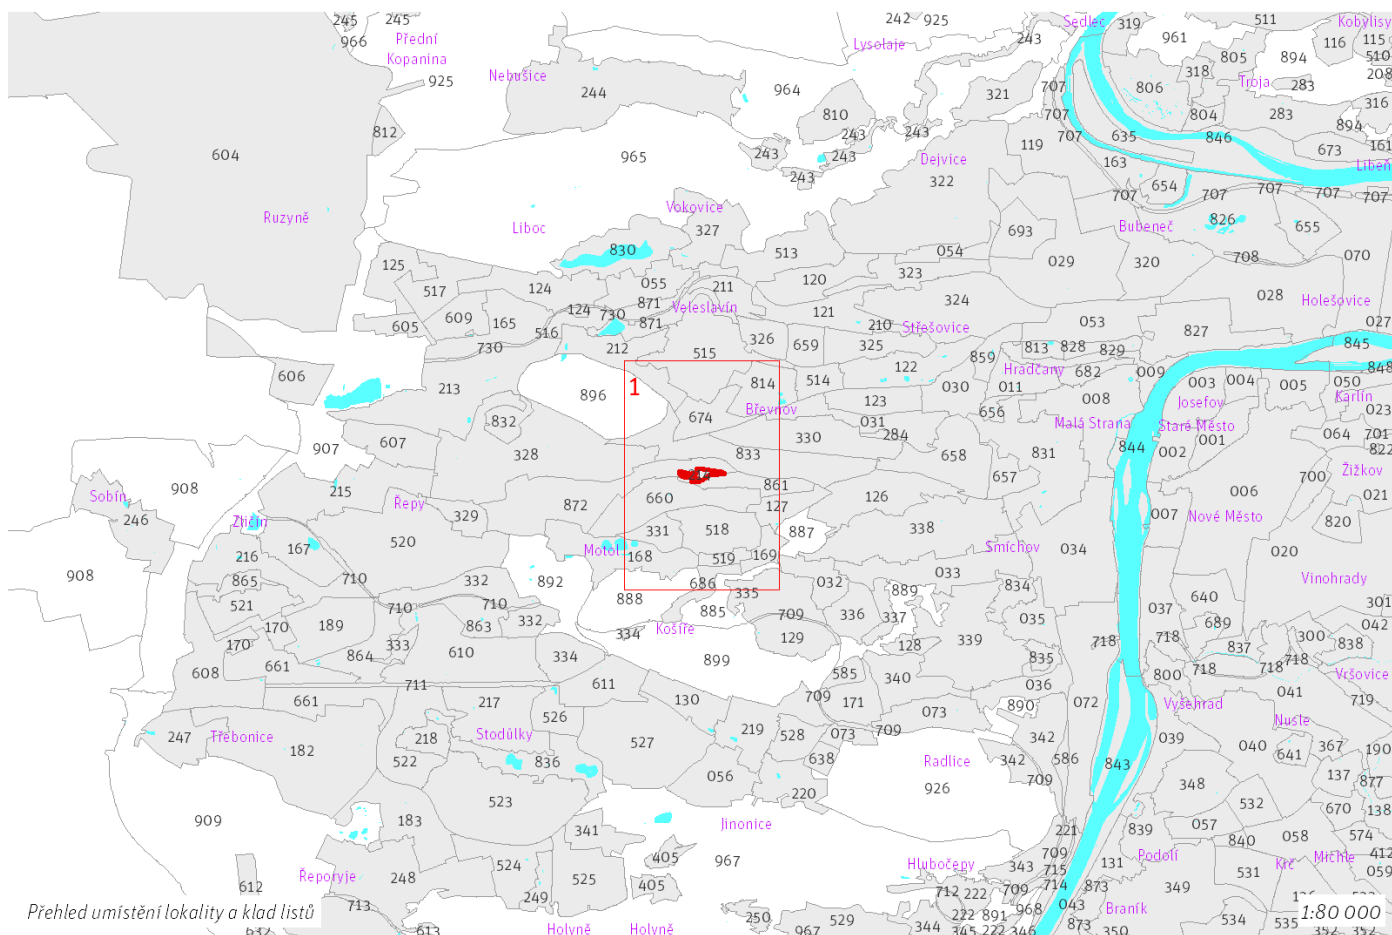 245 245 242 925 Sedlec 319 511 Kobylisy
966 Přední 243 961 116 115
Kopanina Lysolaje 805 894 510
925 Nebušice 964 318 Troja 208
244 321 707 806 283
812 810 707 804 283 316
604 243 243 707 635 846 894
965 243 243 119 673 161
243 Dejvice 163 Libeň
322 654
Vokovice 707 707 707 707 707
Ruzyně 327 Bubeneč 826 655
Liboc 830 513 054 693 070
125 055 211 323 029 320 708
517 124 120 028
124 871 Veleslavín 121 324 Holešovice
605 609 165 730 871 210 Střešovice 053 027
516 326 659 325 827 845
730 212 515 859 813 828 829
606 213 896 1 814 514 122 030 Hradčany 682 009 003 004 005 050 848
011 Karlín
Břevnov 123 008 Josefov 023
832 674 031 656 Malá Strana Staré Město 064 701
907 607 328 330 284 844 001 822
833 658 831 002 700 Žižkov
908 215 861 657 006 021
Sobín Řepy 872 660 126 007 Nové Město
246 Zličín 329 127 820
331 518 887 338
167 520 Motol 034 020
216 168 519 169 Smíchov
908 710 332 892 686 032 033 Vinohrady
865 888 335 889 834 640
521 710 710 885 709 336 037 301
170 189 863 332 Košíře 337 035 689 042
170 333 334 129 128 339 718 718 837 300 838
864 610 899 835 718
608 661 334 585 340 718 718 Vršovice
711 611 036 800
661 217 130 709 171 890 072 041 719
526 073 Vyšehrad
247 Třebonice 218 Stodůlky 219 528 073 709 342 039 Nusle
182 527 638 586 040 367 190
522 836 Radlice 342 641
056 926 709 843 137 877
523 220 348
909 183 532 670 138
341 Jinonice 221 839 057
405 967 709 840 058 574
Řeporyje 524 Hlubočepy 343 715 131 Podolí Krč Michle 412
612 248 525 405 714 531 059
249 712 222 709 043 873 349
Přehled umístění lokality a klad listů 713 250 529 222 891 968 Braník 1:80 000
613 Holyně Holyně 967 344 345 222 346 873 350 534 535 352 352